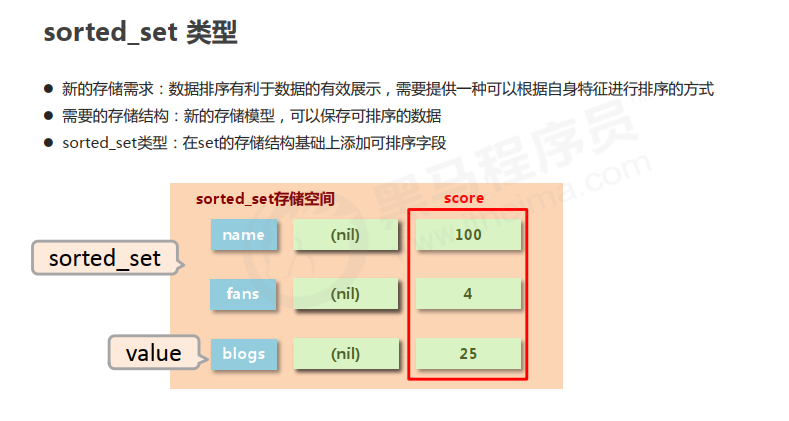 sorted_set 类型
● 新的存储需求：数据排序有利于数据的有效展示，需要提供一种可以根据自身特征进行排序的方式
● 需要的存储结构：新的存储模型，可以保存可排序的数据
● sorted_set类型：在set的存储结构基础上添加可排序字段
黑马程序员
www.itheima.com
sorted_set存储空间 score
name (nil) 100
sorted_set
fans (nil) 4
value
blogs (nil) 25